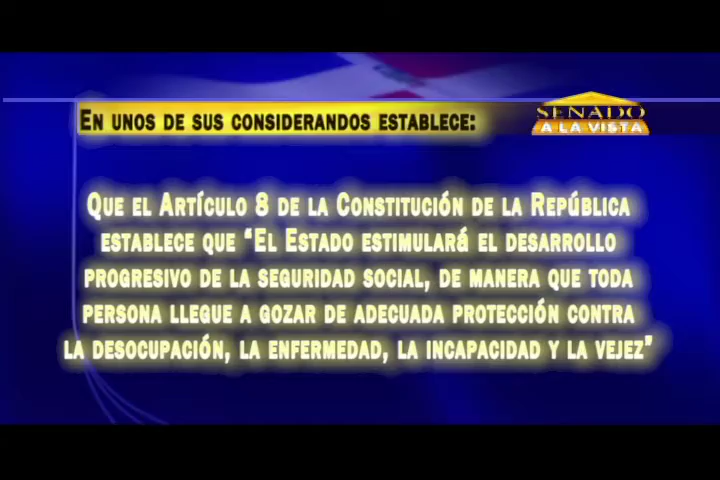 En unos de sus considerandos establece:
SENADO
A LA VISTA
Que el Artículo 8 de la Constitución de la República
establece que “El Estado estimulará el desarrollo
progresivo de la seguridad social, de manera que toda
persona llegue a gozar de adecuada protección contra
la desocupación, la enfermedad, la incapacidad y la vejez”